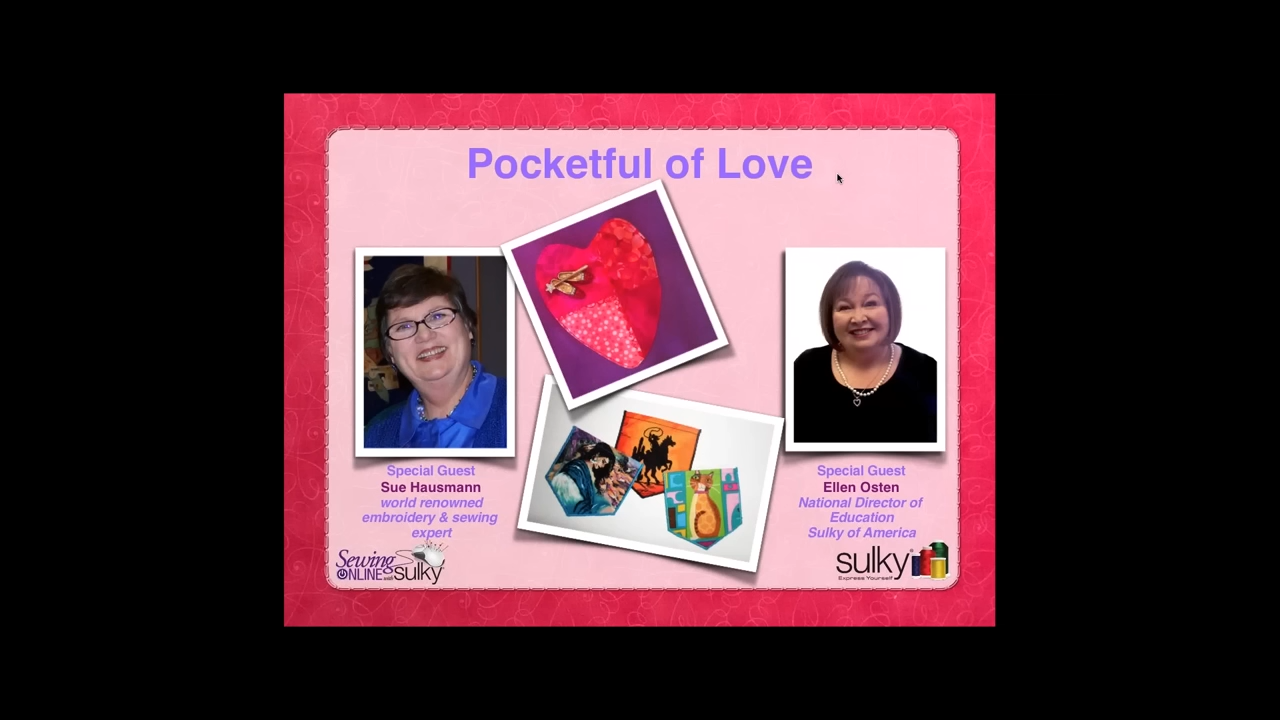 Pocketful of Love
Special Guest
Sue Hausmann
world renowned
embroidery & sewing
expert
Special Guest
Ellen Osten
National Director of
Education
Sulky of America
Sewing
ONLINE with sulky
sulky
Express Yourself